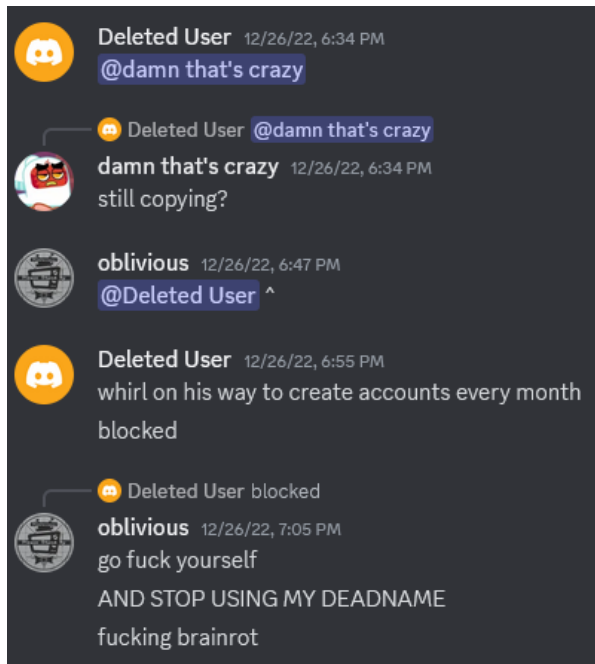 Deleted User 12/26/22, 6:34 PM
@damn that's crazy
Deleted User @damn that's crazy
damn that's crazy 12/26/22, 6:34 PM
still copying?
oblivious 12/26/22, 6:47 PM
@Deleted User ^
Deleted User 12/26/22, 6:55 PM
whirl on his way to create accounts every month
blocked
Deleted User blocked
oblivious 12/26/22, 7:05 PM
go fuck yourself
AND STOP USING MY DEADNAME
fucking brainrot